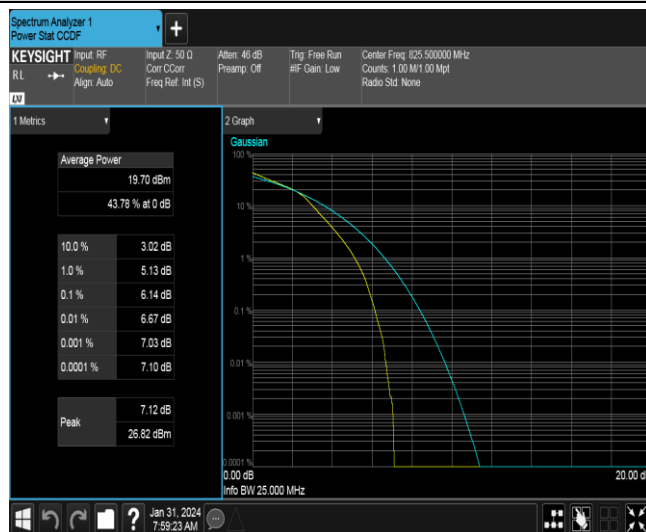 Spectrum Analyzer 1
Power Stat CCDF
+
KEYSIGHT
RL
LXI
Input: RF
Coupling: DC
Align: Auto
Input Z: 50 Ω
Corr CCorr
Freq Ref: Int (S)
Atten: 46 dB
Preamp: Off
Trig: Free Run
#IF Gain: Low
Center Freq: 825.500000 MHz
Counts: 1.00 M/1.00 Mpt
Radio Std: None
1 Metrics
Average Power
19.70 dBm
43.78 % at 0 dB
10.0 % 3.02 dB
1.0 % 5.13 dB
0.1 % 6.14 dB
0.01 % 6.67 dB
0.001 % 7.03 dB
0.0001 % 7.10 dB
Peak
7.12 dB
26.82 dBm
2 Graph
Gaussian
100 %
10 %
1 %
0.1 %
0.01 %
0.001 %
0.0001 %
0.00 dB
20.00 d
Info BW 25.000 MHz
?
Jan 31, 2024
7:59:23 AM